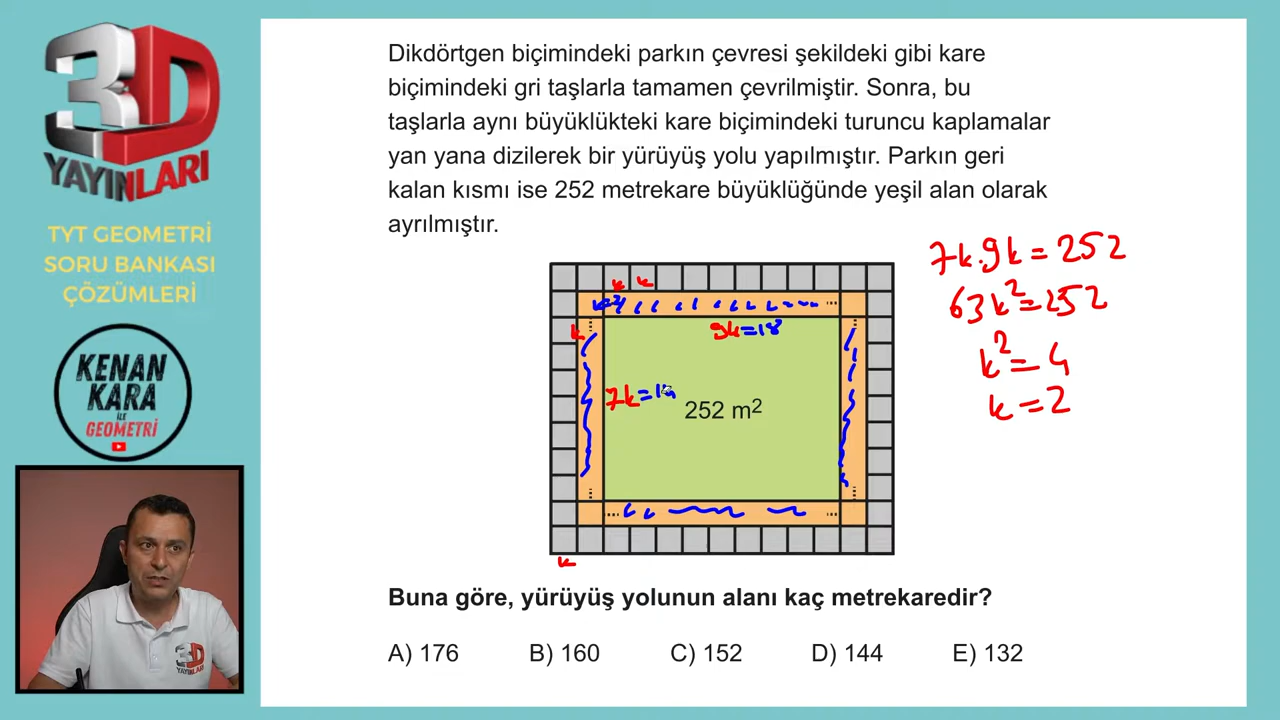 3D
YAYINLARI
TYT GEOMETRİ
SORU BANKASI
ÇÖZÜMLERİ
KENAN
KARA
İLE
GEOMETRİ
Dikdörtgen biçimindeki parkın çevresi şekildeki gibi kare
biçimindeki gri taşlarla tamamen çevrilmiştir. Sonra, bu
taşlarla aynı büyüklükteki kare biçimindeki turuncu kaplamalar
yan yana dizilerek bir yürüyüş yolu yapılmıştır. Parkın geri
kalan kısmı ise 252 metrekare büyüklüğünde yeşil alan olarak
ayrılmıştır.
k k
k=2
k
9k=18
7k=14
252 m²
k
7k.9k=252
63k²=252
k²=4
k=2
Buna göre, yürüyüş yolunun alanı kaç metrekaredir?
A) 176 B) 160 C) 152 D) 144 E) 132
3D
YAYINLARI